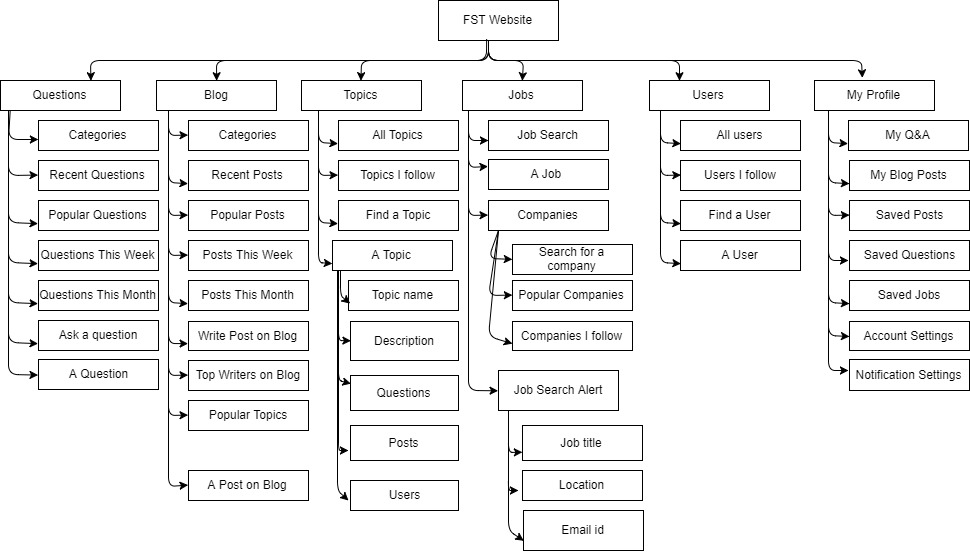 FST Website
Questions
Categories
Recent Questions
Popular Questions
Questions This Week
Questions This Month
Ask a question
A Question
Blog
Categories
Recent Posts
Popular Posts
Posts This Week
Posts This Month
Write Post on Blog
Top Writers on Blog
Popular Topics
A Post on Blog
Topics
All Topics
Topics I follow
Find a Topic
A Topic
Topic name
Description
Questions
Posts
Users
Jobs
Job Search
A Job
Companies
Search for a
company
Popular Companies
Companies I follow
Job Search Alert
Job title
Location
Email id
Users
All users
Users I follow
Find a User
A User
My Profile
My Q&A
My Blog Posts
Saved Posts
Saved Questions
Saved Jobs
Account Settings
Notification Settings